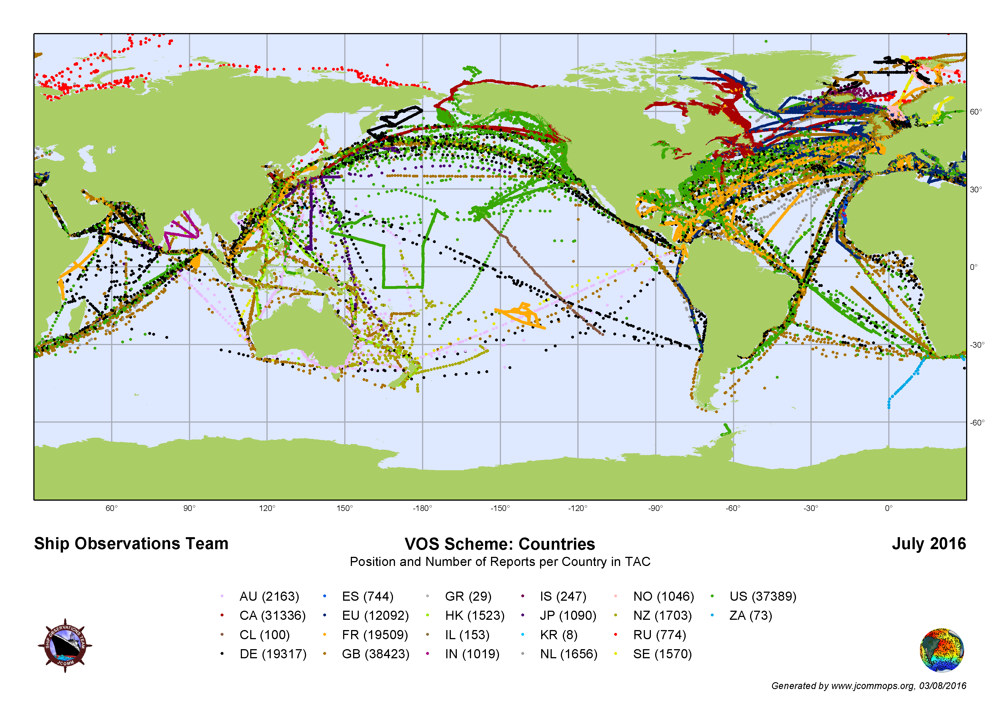 60°
30°
0°
-30°
-60°
60° 90° 120° 150° -180° -150° -120° -90° -60° -30° 0°
Ship Observations Team VOS Scheme: Countries July 2016
Position and Number of Reports per Country in TAC
AU (2163) ES (744) GR (29) IS (247) NO (1046) US (37389)
CA (31336) EU (12092) HK (1523) JP (1090) NZ (1703) ZA (73)
CL (100) FR (19509) IL (153) KR (8) RU (774)
DE (19317) GB (38423) IN (1019) NL (1656) SE (1570)
SHIP OBSERVATIONS TEAM
JCOMM
Generated by www.jcommops.org, 03/08/2016